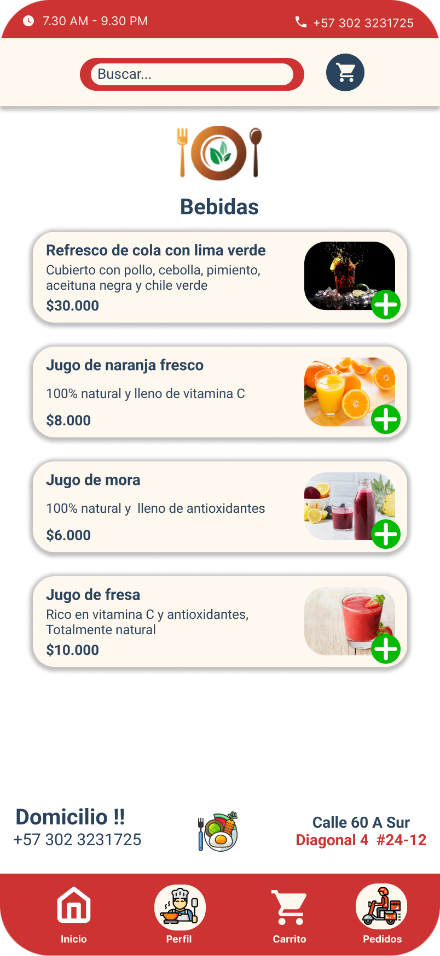 7.30 AM - 9.30 PM
+57 302 3231725
Buscar...
Bebidas
Refresco de cola con lima verde
Cubierto con pollo, cebolla, pimiento,
aceituna negra y chile verde
$30.000
Jugo de naranja fresco
100% natural y lleno de vitamina C
$8.000
Jugo de mora
100% natural y lleno de antioxidantes
$6.000
Jugo de fresa
Rico en vitamina C y antioxidantes,
Totalmente natural
$10.000
Domicilio !!
+57 302 3231725
Calle 60 A Sur
Diagonal 4 #24-12
Inicio
Perfil
Carrito
Pedidos